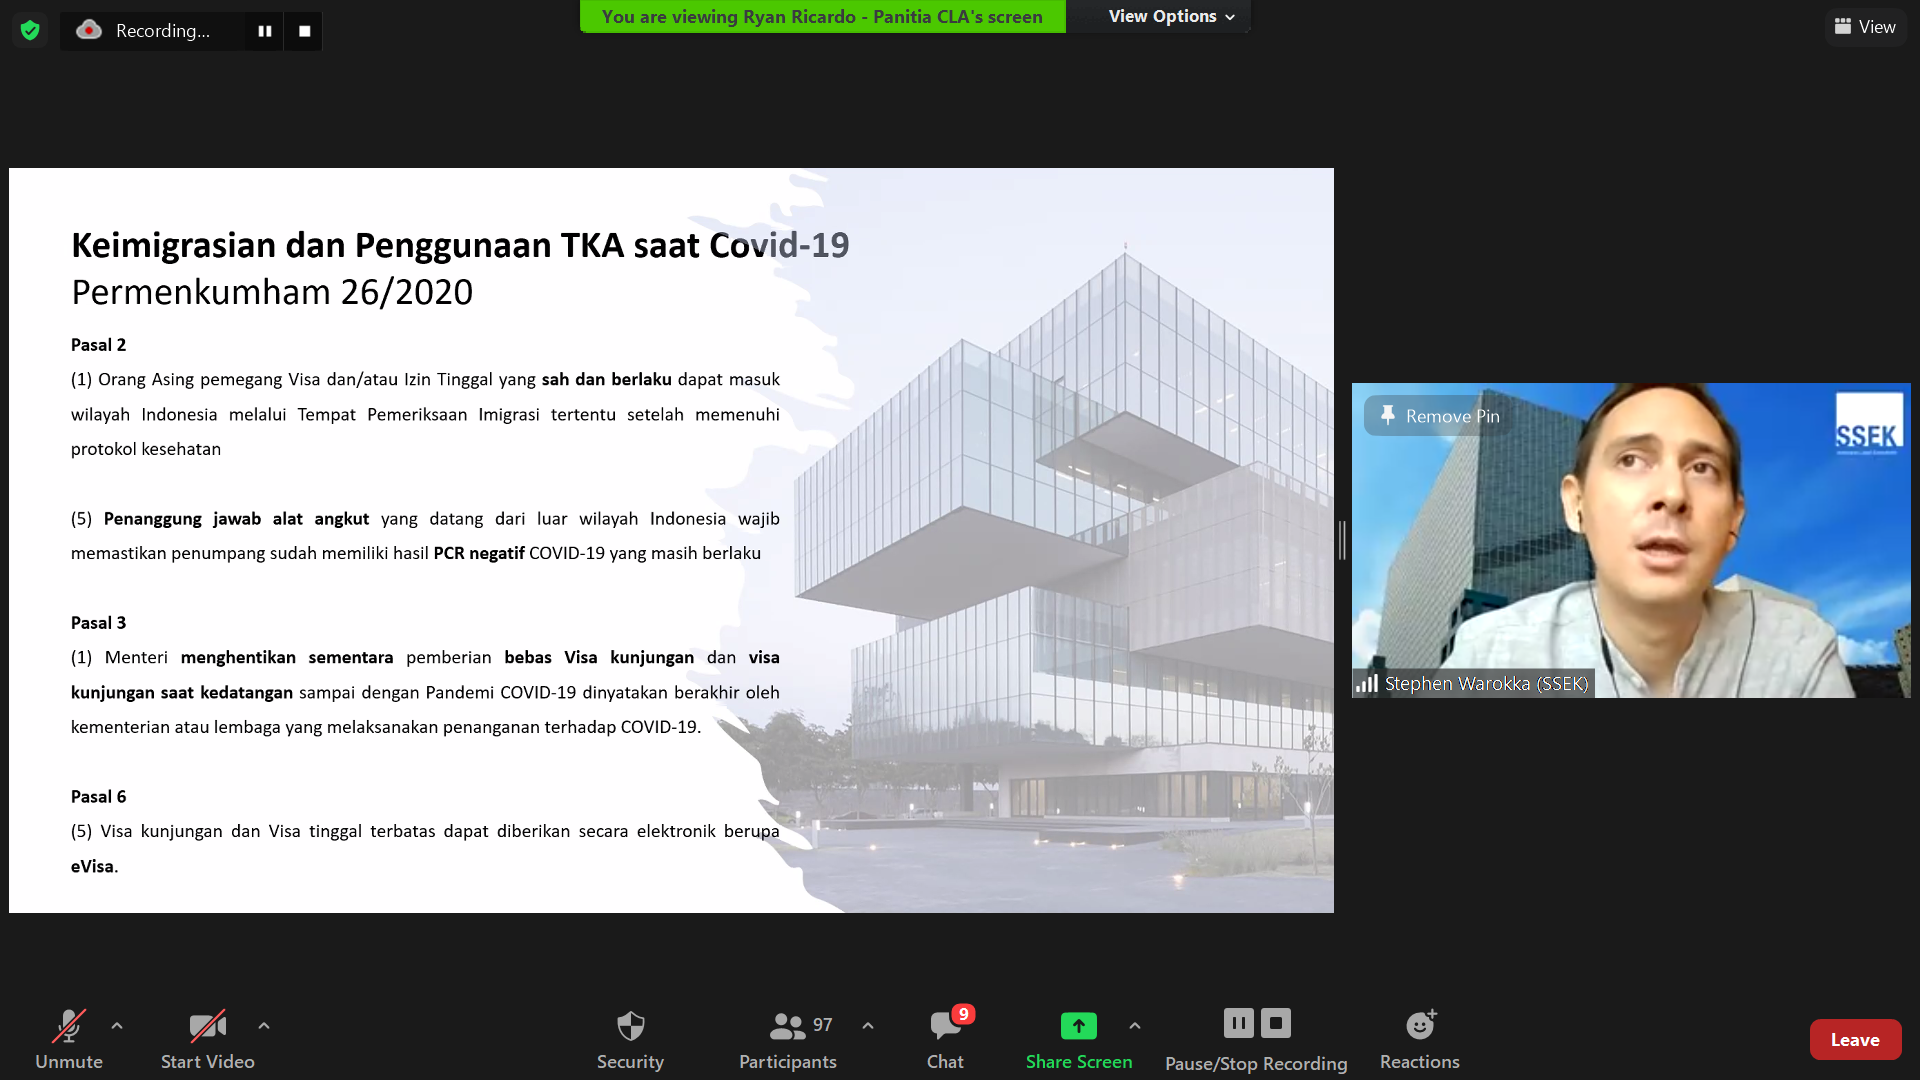 Recording...
You are viewing Ryan Ricardo - Panitia CLA's screen
View Options
View
Keimigrasian dan Penggunaan TKA saat Covid-19
Permenkumham 26/2020
Pasal 2
(1) Orang Asing pemegang Visa dan/atau Izin Tinggal yang sah dan berlaku dapat masuk
wilayah Indonesia melalui Tempat Pemeriksaan Imigrasi tertentu setelah memenuhi
protokol kesehatan
(5) Penanggung jawab alat angkut yang datang dari luar wilayah Indonesia wajib
memastikan penumpang sudah memiliki hasil PCR negatif COVID-19 yang masih berlaku
Pasal 3
(1) Menteri menghentikan sementara pemberian bebas Visa kunjungan dan visa
kunjungan saat kedatangan sampai dengan Pandemi COVID-19 dinyatakan berakhir oleh
kementerian atau lembaga yang melaksanakan penanganan terhadap COVID-19.
Pasal 6
(5) Visa kunjungan dan Visa tinggal terbatas dapat diberikan secara elektronik berupa
eVisa.
Remove Pin
SSEK
Stephen Warokka (SSEK)
Unmute
Start Video
Security
97
Participants
9
Chat
Share Screen
Pause/Stop Recording
Reactions
Leave